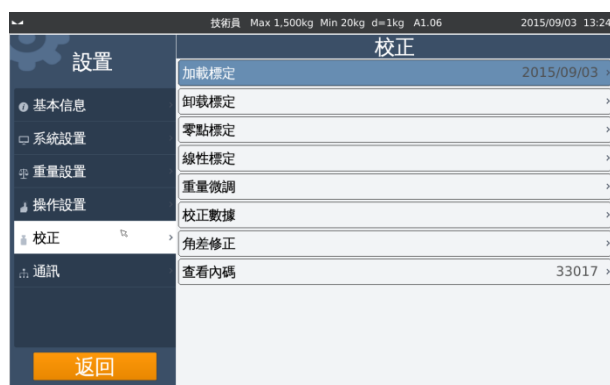 技術員 Max 1,500kg Min 20kg d=1kg A1.06 2015/09/03 13:24
設置
基本信息
系統設置
重量設置
操作設置
校正
通訊
返回
校正
加載標定 2015/09/03
卸载標定
零點標定
線性標定
重量微調
校正數據
角差修正
查看內碼 33017